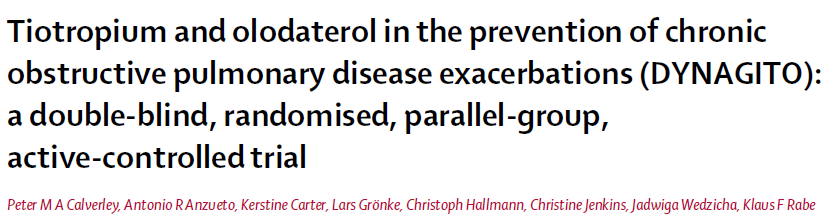 Tiotropium and olodaterol in the prevention of chronic
obstructive pulmonary disease exacerbations (DYNAGITO):
a double-blind, randomised, parallel-group,
active-controlled trial
Peter M A Calverley, Antonio R Anzueto, Kerstine Carter, Lars Grönke, Christoph Hallmann, Christine Jenkins, Jadwiga Wedzicha, Klaus F Rabe